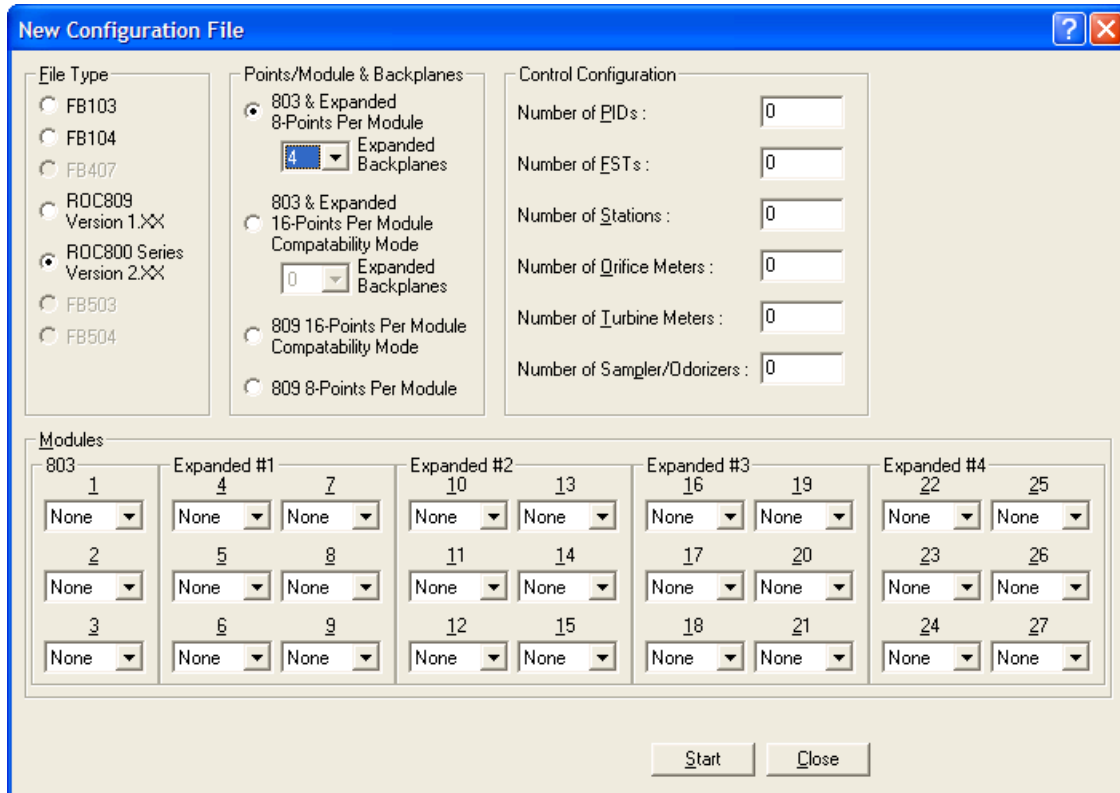 New Configuration File
File Type
FB103
FB104
FB407
ROC809
Version 1.XX
ROC800 Series
Version 2.XX
FB503
FB504
Points/Module & Backplanes
803 & Expanded
8-Points Per Module
4
Expanded
Backplanes
803 & Expanded
16-Points Per Module
Compatability Mode
0
Expanded
Backplanes
809 16-Points Per Module
Compatability Mode
809 8-Points Per Module
Control Configuration
Number of PIDs : 0
Number of FSTs : 0
Number of Stations : 0
Number of Orifice Meters : 0
Number of Turbine Meters : 0
Number of Sampler/Odorizers : 0
Modules
803 Expanded #1 Expanded #2 Expanded #3 Expanded #4
1 4 7 10 13 16 19 22 25
None None None None None None None None None
2 5 8 11 14 17 20 23 26
None None None None None None None None None
3 6 9 12 15 18 21 24 27
None None None None None None None None None
Start Close